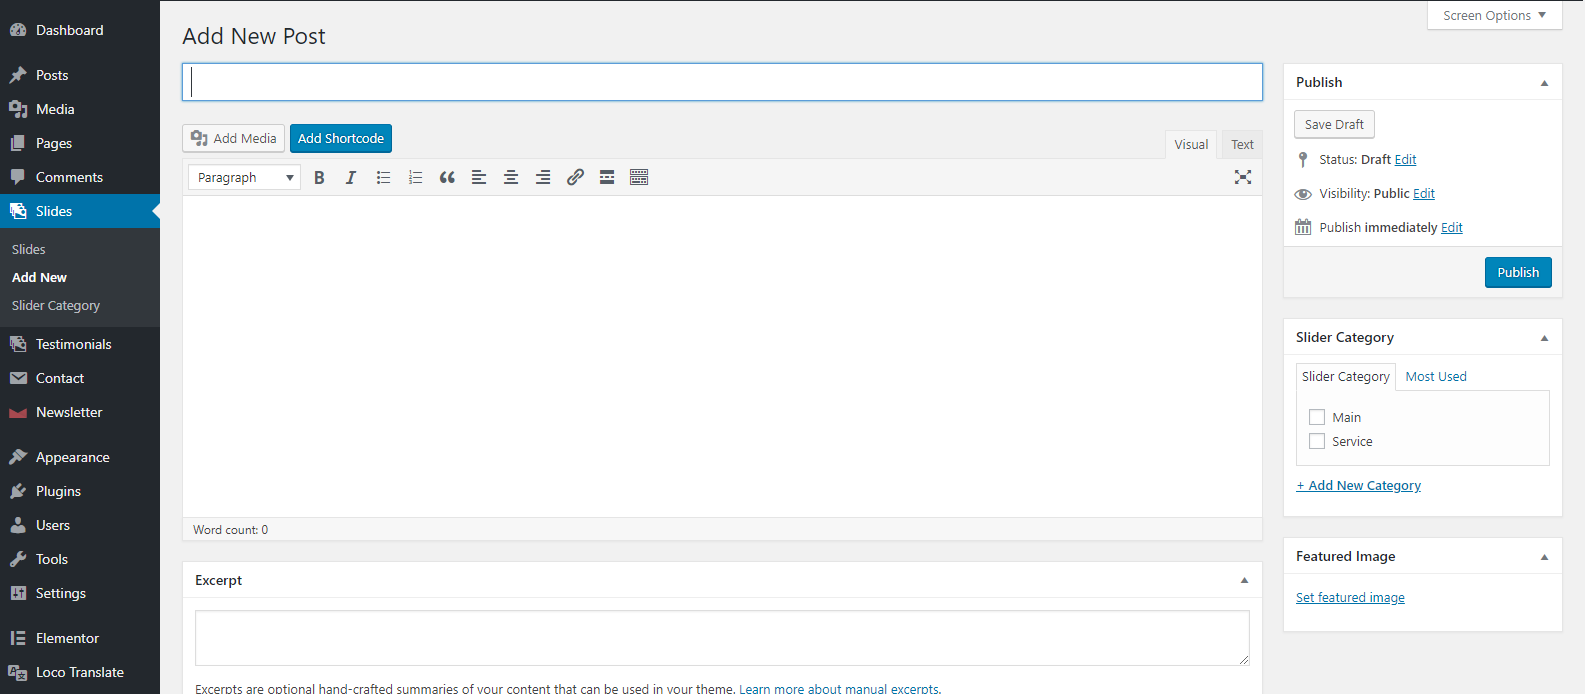 Dashboard
Posts
Media
Pages
Comments
Slides
Slides
Add New
Slider Category
Testimonials
Contact
Newsletter
Appearance
Plugins
Users
Tools
Settings
Elementor
Loco Translate
Screen Options
Add New Post
Add Media
Add Shortcode
Visual
Text
Paragraph
Word count: 0
Excerpt
Excerpts are optional hand-crafted summaries of your content that can be used in your theme. Learn more about manual excerpts.
Publish
Save Draft
Status: Draft Edit
Visibility: Public Edit
Publish immediately Edit
Publish
Slider Category
Slider Category Most Used
Main
Service
+ Add New Category
Featured Image
Set featured image